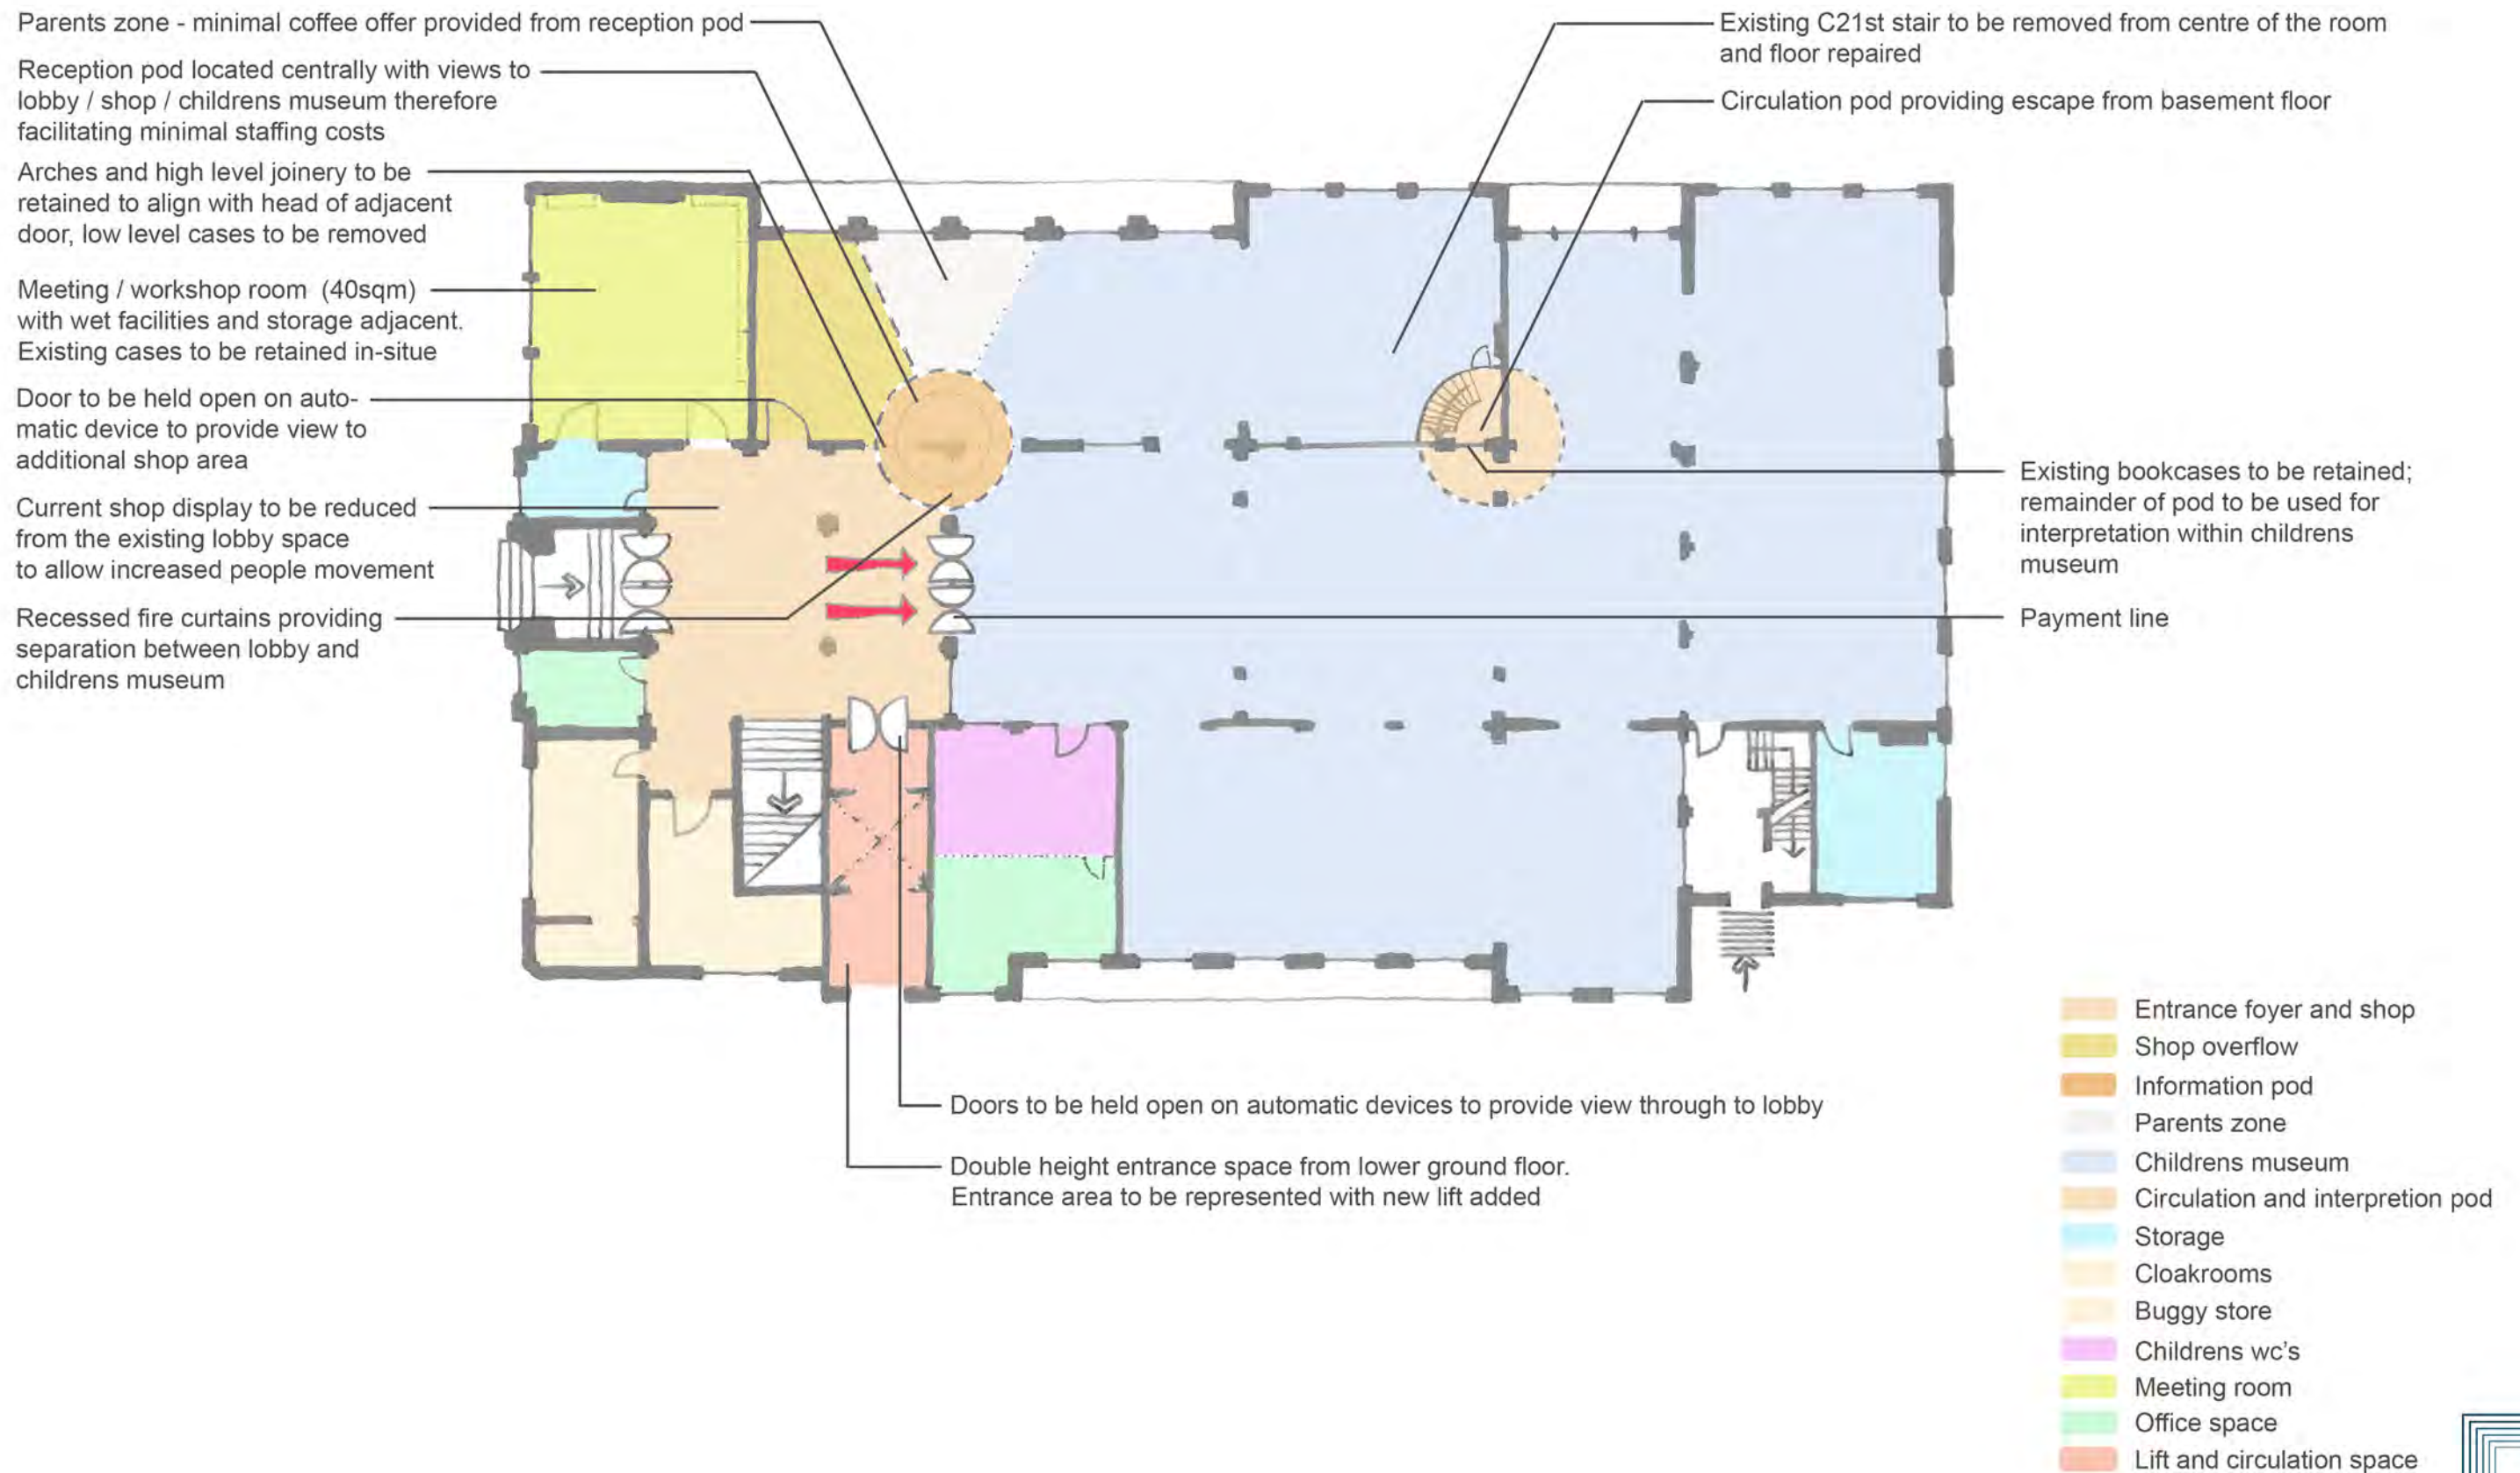 Parents zone - minimal coffee offer provided from reception pod
Reception pod located centrally with views to
lobby / shop / childrens museum therefore
facilitating minimal staffing costs
Arches and high level joinery to be
retained to align with head of adjacent
door, low level cases to be removed
Meeting / workshop room (40sqm)
with wet facilities and storage adjacent.
Existing cases to be retained in-situe
Door to be held open on auto-
matic device to provide view to
additional shop area
Current shop display to be reduced
from the existing lobby space
to allow increased people movement
Recessed fire curtains providing
separation between lobby and
childrens museum
Existing C21st stair to be removed from centre of the room
and floor repaired
Circulation pod providing escape from basement floor
Existing bookcases to be retained;
remainder of pod to be used for
interpretation within childrens
museum
Payment line
Doors to be held open on automatic devices to provide view through to lobby
Double height entrance space from lower ground floor.
Entrance area to be represented with new lift added
Entrance foyer and shop
Shop overflow
Information pod
Parents zone
Childrens museum
Circulation and interpretion pod
Storage
Cloakrooms
Buggy store
Childrens wc's
Meeting room
Office space
Lift and circulation space